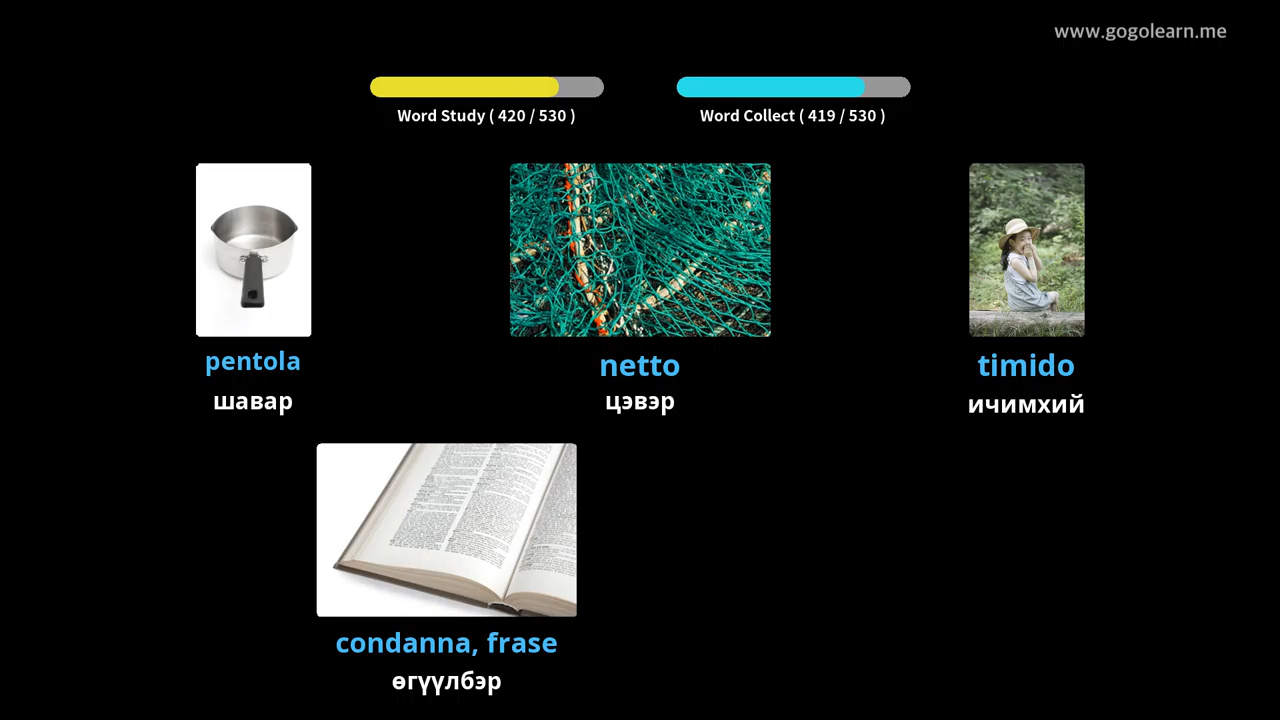 www.gogolearn.me
Word Study ( 420 / 530 )
Word Collect ( 419 / 530 )
pentola
шавар
netto
цэвэр
timido
ичимхий
condanna, frase
өгүүлбэр